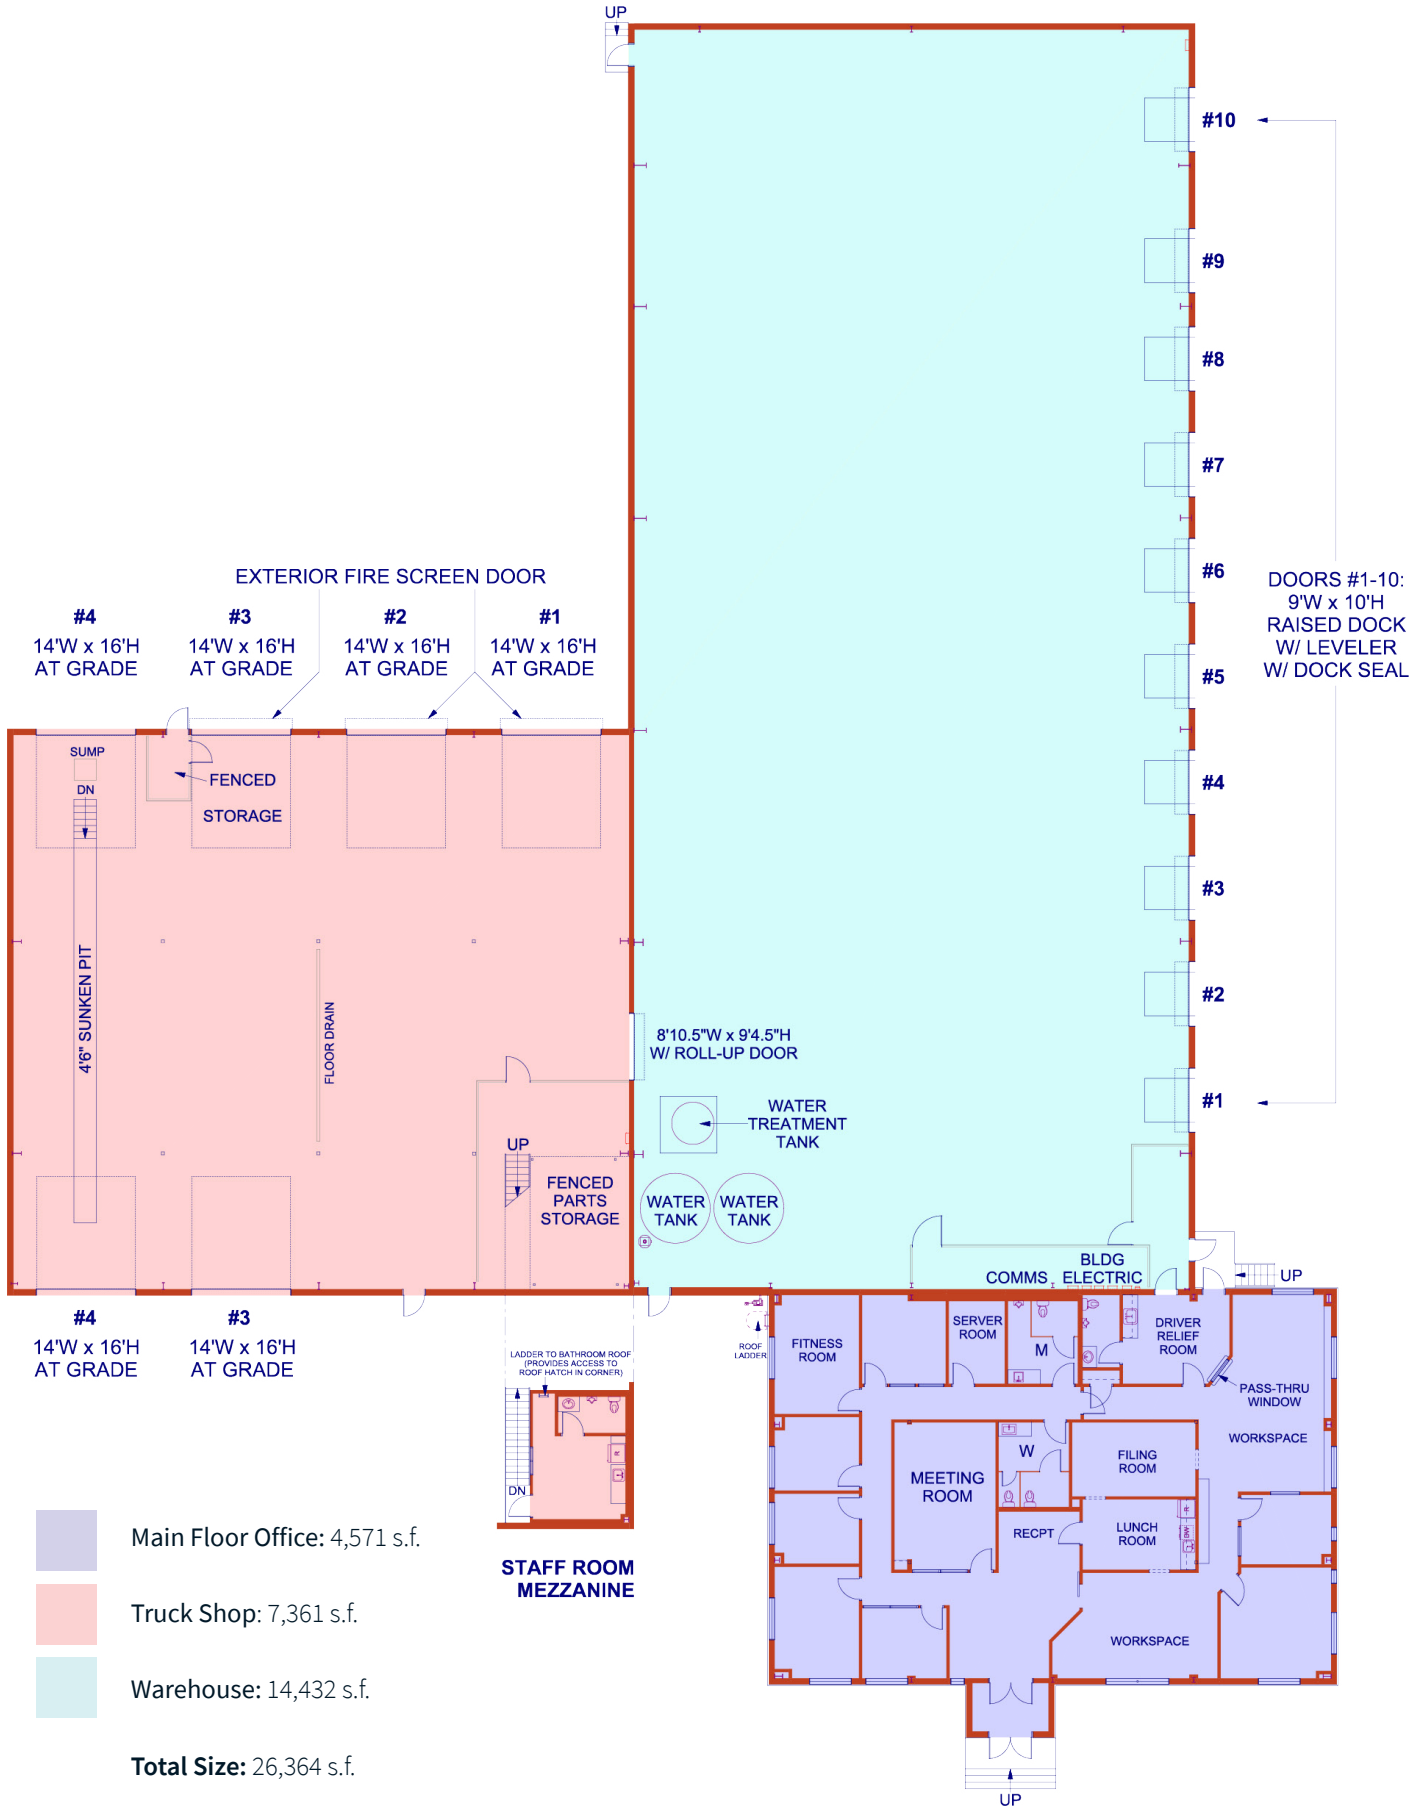 UP
#10
#9
#8
#7
#6
#5
#4
#3
#2
#1
DOORS #1-10:
9'W x 10'H
RAISED DOCK
W/ LEVELER
W/ DOCK SEAL
EXTERIOR FIRE SCREEN DOOR
#4
14'W x 16'H
AT GRADE
#3
14'W x 16'H
AT GRADE
#2
14'W x 16'H
AT GRADE
#1
14'W x 16'H
AT GRADE
SUMP
DN
FENCED
STORAGE
4'6" SUNKEN PIT
FLOOR DRAIN
8'10.5"W x 9'4.5"H
W/ ROLL-UP DOOR
WATER
TREATMENT
TANK
WATER
TANK
WATER
TANK
UP
FENCED
PARTS
STORAGE
COMMS
BLDG
ELECTRIC
UP
#4
14'W x 16'H
AT GRADE
#3
14'W x 16'H
AT GRADE
LADDER TO BATHROOM ROOF
(PROVIDES ACCESS TO
ROOF HATCH IN CORNER)
ROOF
LADDER
FITNESS
ROOM
SERVER
ROOM
M
DRIVER
RELIEF
ROOM
PASS-THRU
WINDOW
WORKSPACE
W
FILING
ROOM
MEETING
ROOM
RECPT
LUNCH
ROOM
R
DW
WORKSPACE
UP
R
DN
STAFF ROOM
MEZZANINE
Main Floor Office: 4,571 s.f.
Truck Shop: 7,361 s.f.
Warehouse: 14,432 s.f.
Total Size: 26,364 s.f.